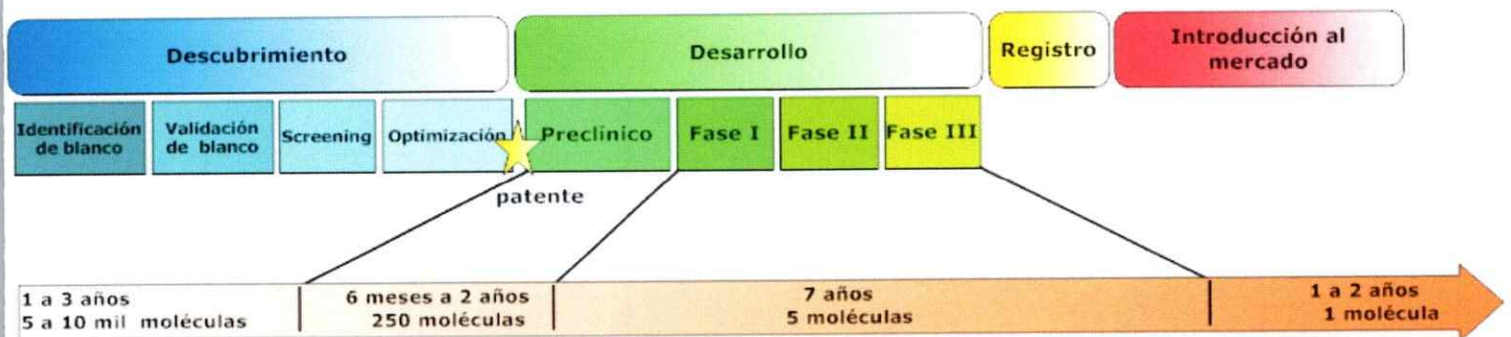 Descubrimiento
Desarrollo
Registro
Introducción al
mercado
Identificación
de blanco
Validación
de blanco
Screening
Optimización
Preclínico
Fase I
Fase II
Fase III
patente
1 a 3 años
5 a 10 mil moléculas
6 meses a 2 años
250 moléculas
7 años
5 moléculas
1 a 2 años
1 molécula